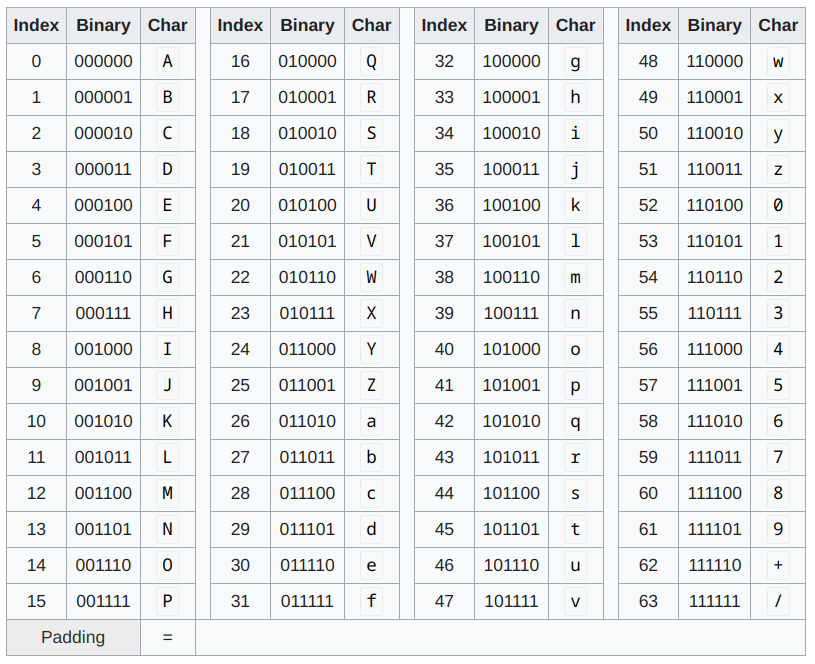 Index Binary Char Index Binary Char Index Binary Char Index Binary Char
0 000000 A 16 010000 Q 32 100000 g 48 110000 w
1 000001 B 17 010001 R 33 100001 h 49 110001 x
2 000010 C 18 010010 S 34 100010 i 50 110010 y
3 000011 D 19 010011 T 35 100011 j 51 110011 z
4 000100 E 20 010100 U 36 100100 k 52 110100 0
5 000101 F 21 010101 V 37 100101 l 53 110101 1
6 000110 G 22 010110 W 38 100110 m 54 110110 2
7 000111 H 23 010111 X 39 100111 n 55 110111 3
8 001000 I 24 011000 Y 40 101000 o 56 111000 4
9 001001 J 25 011001 Z 41 101001 p 57 111001 5
10 001010 K 26 011010 a 42 101010 q 58 111010 6
11 001011 L 27 011011 b 43 101011 r 59 111011 7
12 001100 M 28 011100 c 44 101100 s 60 111100 8
13 001101 N 29 011101 d 45 101101 t 61 111101 9
14 001110 O 30 011110 e 46 101110 u 62 111110 +
15 001111 P 31 011111 f 47 101111 v 63 111111 /
Padding =